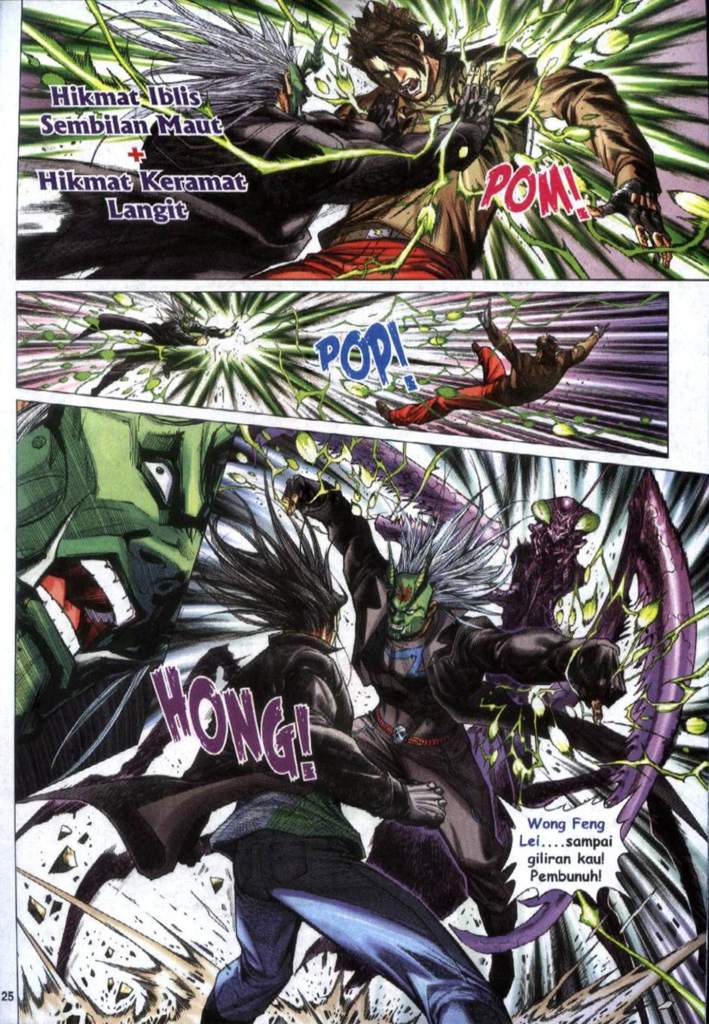 Hikmat Iblis
Sembilan Maut
+
Hikmat Keramat
Langit
POM!
POP!
HONG!
Wong Feng
Lei....sampai
giliran kau!
Pembunuh!
25